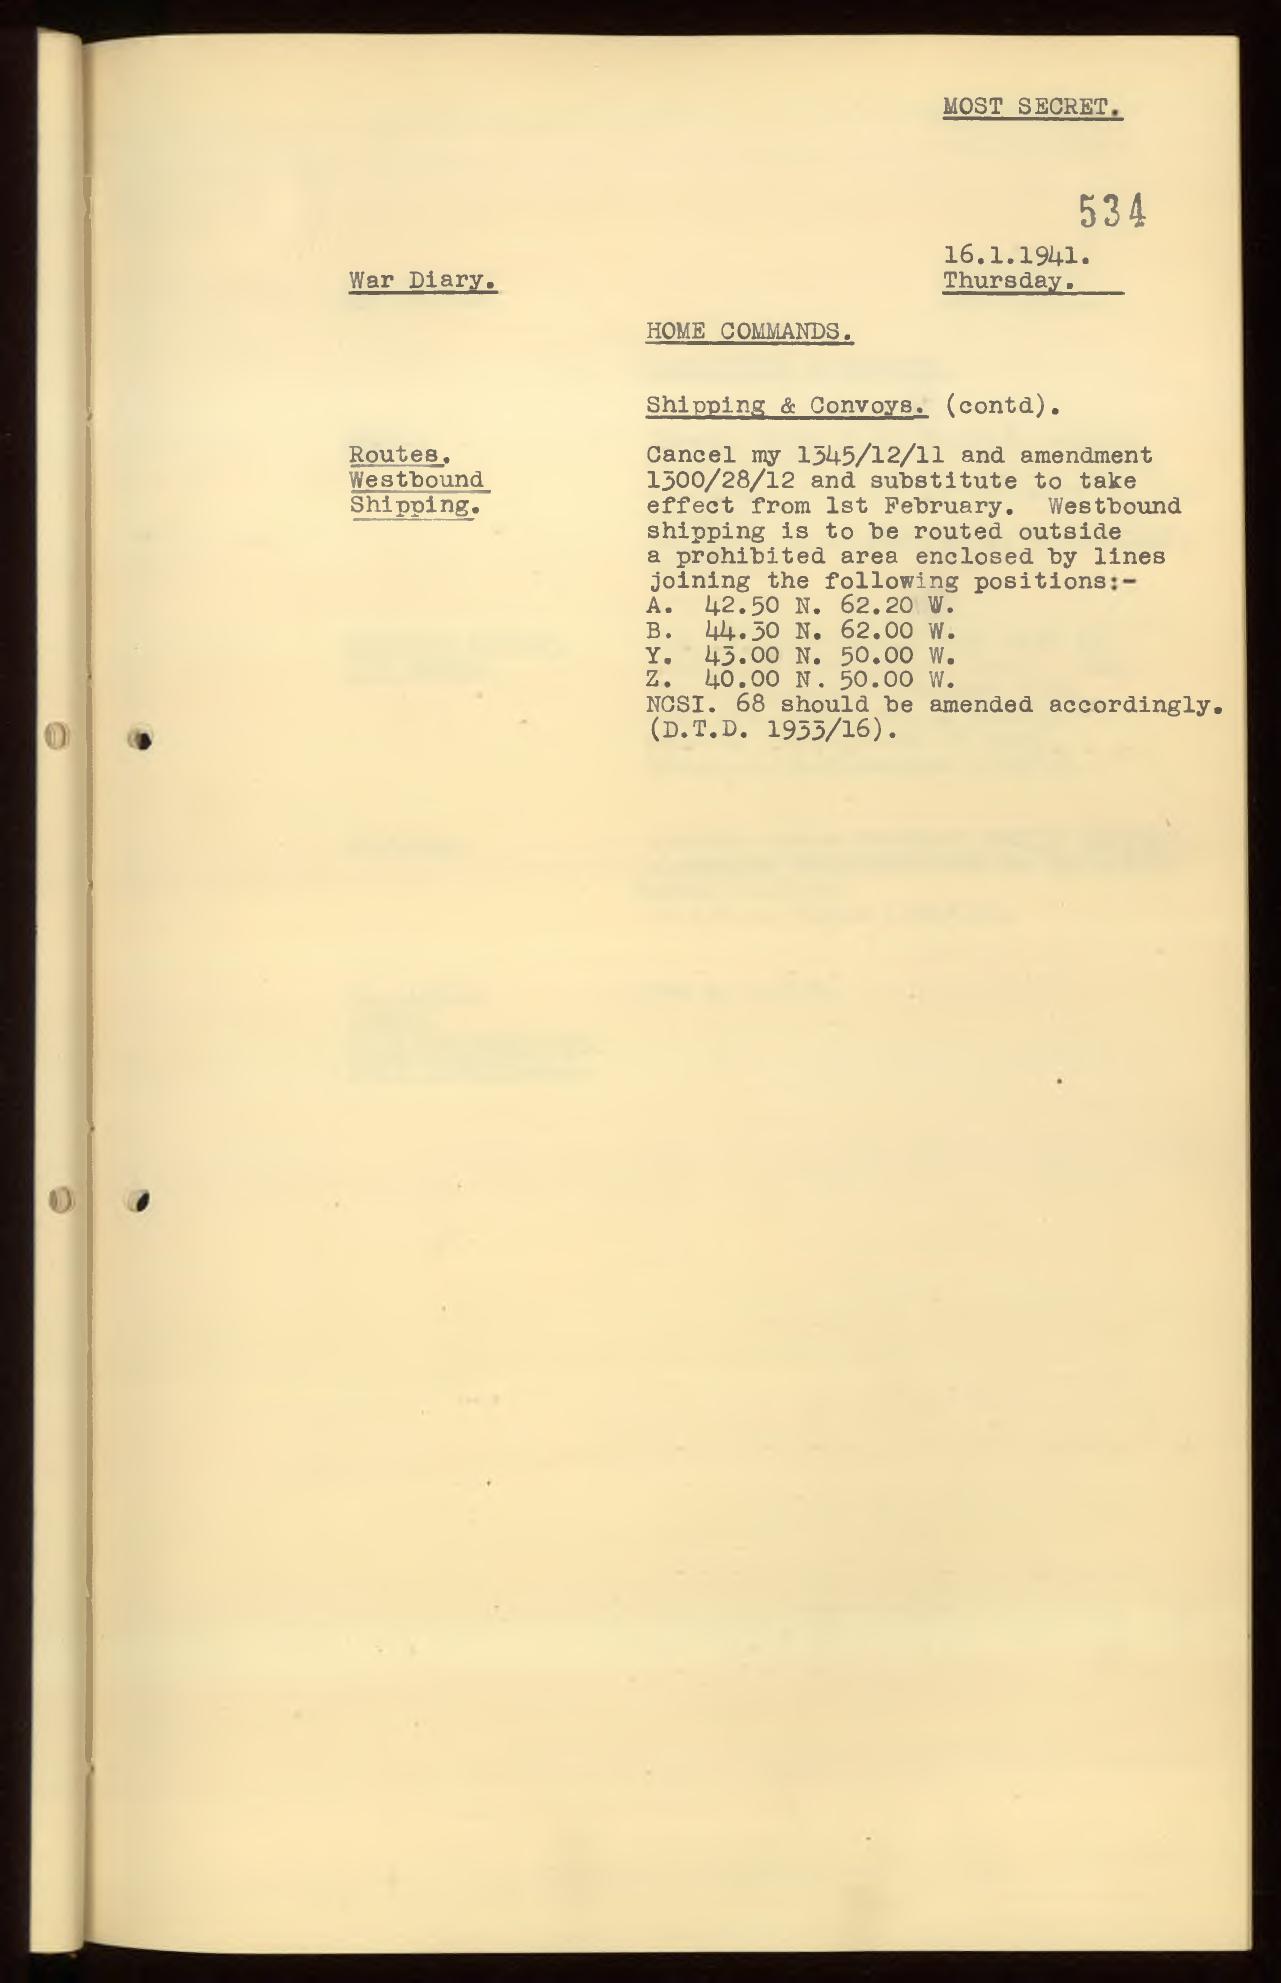 MOST SECRET.
534
16.1.1941.
War Diary.
Thursday.
HOME COMMANDS.
Shipping & Convoys. (contd).
Routes.
Westbound
Shipping.
Cancel my 1345/12/11 and amendment
1300/28/12 and substitute to take
effect from 1st February. Westbound
shipping is to be routed outside
a prohibited area enclosed by lines
joining the following positions:-
A. 42.50 N. 62.20 W.
B. 44.30 N. 62.00 W.
Y. 43.00 N. 50.00 W.
Z. 40.00 N. 50.00 W.
NCSI. 68 should be amended accordingly.
(D.T.D. 1933/16).